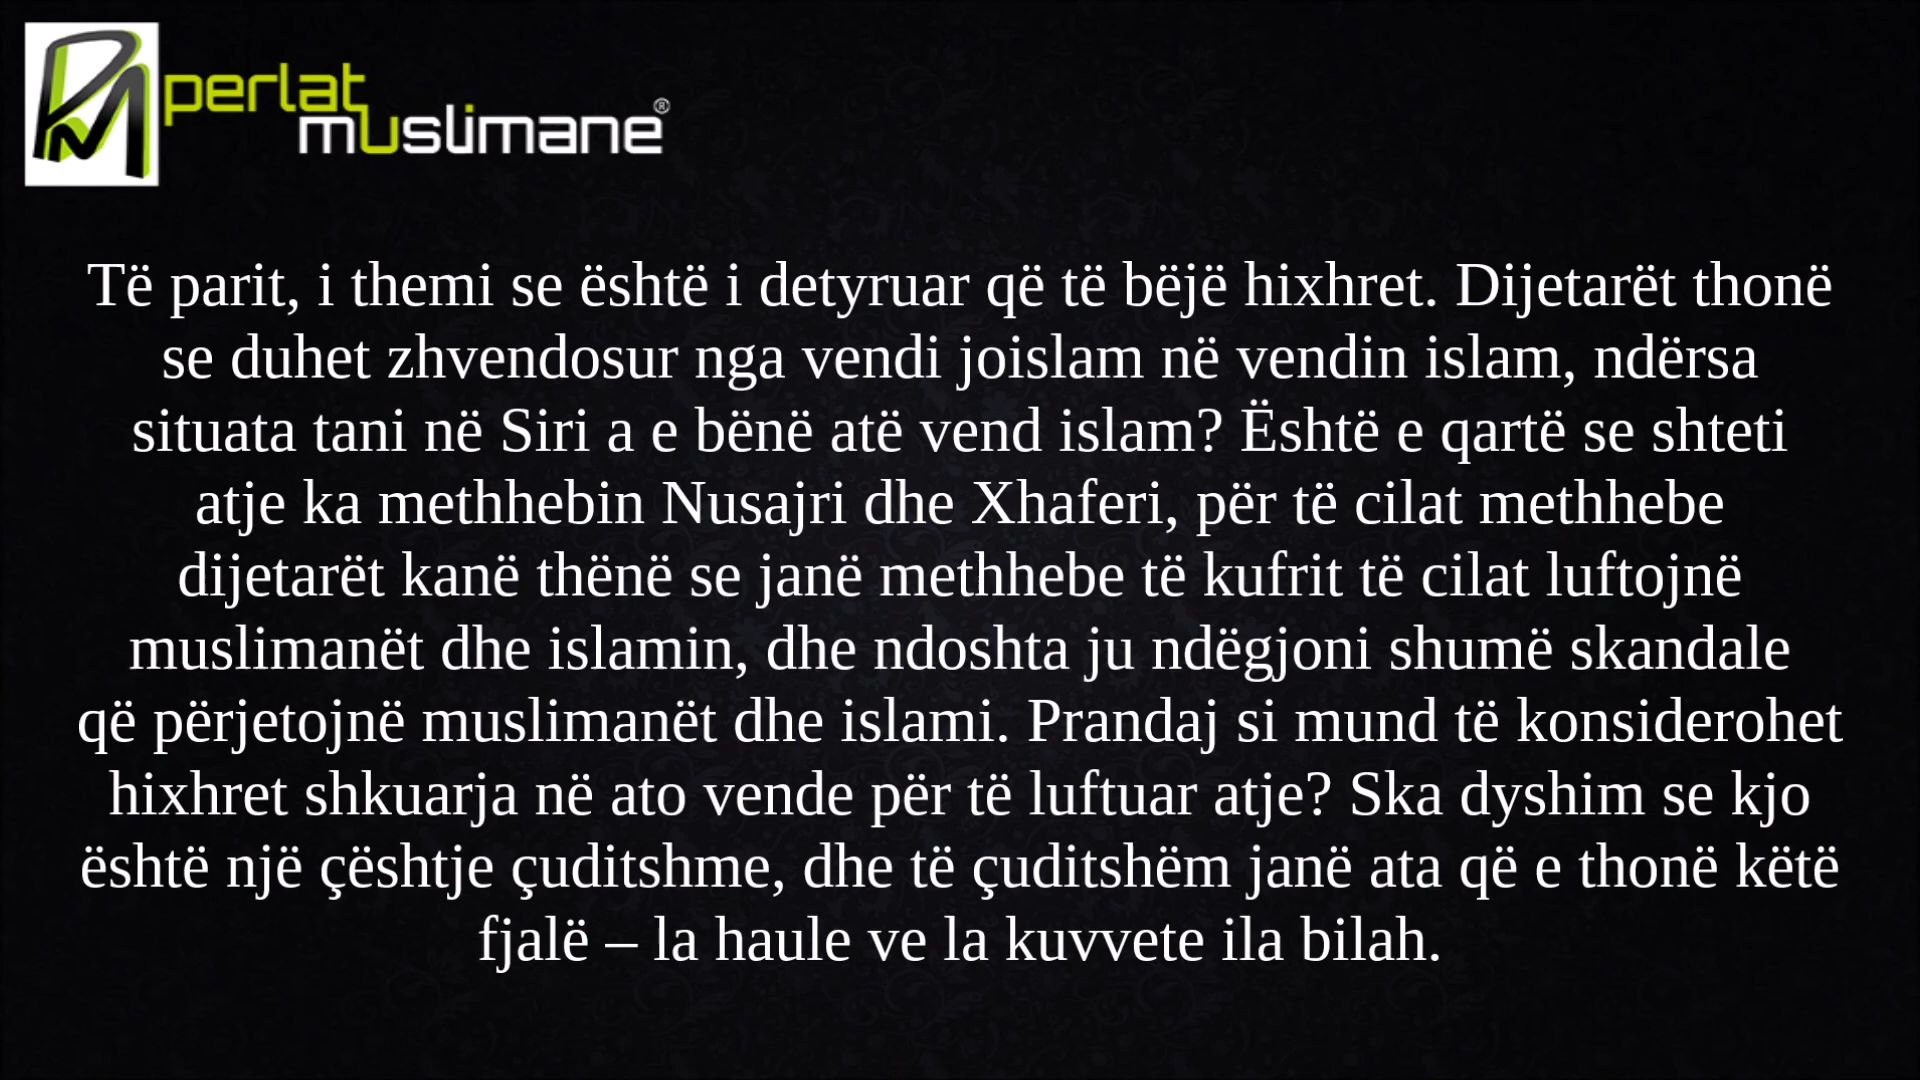 perlat
muslimane®
Të parit, i themi se është i detyruar që të bëjë hixhret. Dijetarët thonë
se duhet zhvendosur nga vendi joislam në vendin islam, ndërsa
situata tani në Siri a e bënë atë vend islam? Është e qartë se shteti
atje ka methhebin Nusajri dhe Xhaferi, për të cilat methhebe
dijetarët kanë thënë se janë methhebe të kufrit të cilat luftojnë
muslimanët dhe islamin, dhe ndoshta ju ndëgjoni shumë skandale
që përjetojnë muslimanët dhe islami. Prandaj si mund të konsiderohet
hixhret shkuarja në ato vende për të luftuar atje? Ska dyshim se kjo
është një çështje çuditshme, dhe të çuditshëm janë ata që e thonë këtë
fjalë – la haule ve la kuvvete ila bilah.